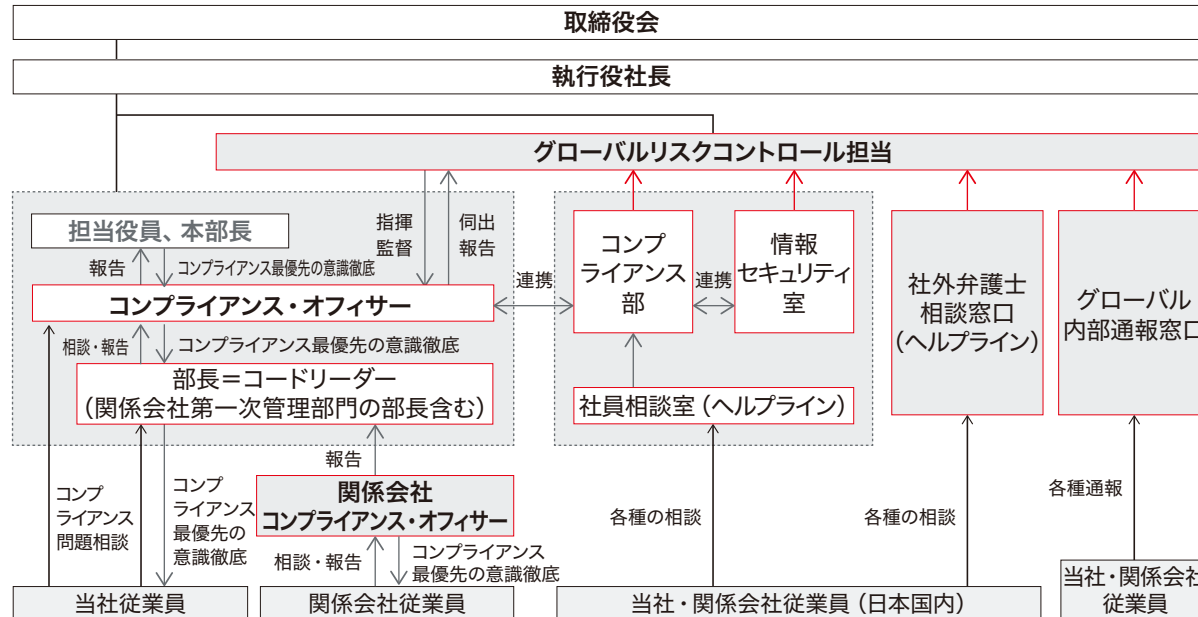 取締役会
執行役社長
グローバルリスクコントロール担当
担当役員、本部長
報告
コンプライアンス最優先の意識徹底
指揮
監督
伺出
報告
コンプライアンス・オフィサー
連携
コンプ
ライアンス
部
連携
情報
セキュリティ
室
社外弁護士
相談窓口
(ヘルプライン)
グローバル
内部通報窓口
相談・報告
コンプライアンス最優先の意識徹底
部長=コードリーダー
(関係会社第一次管理部門の部長含む)
社員相談室(ヘルプライン)
報告
コンプ
ライアンス
問題相談
コンプ
ライアンス
最優先の
意識徹底
関係会社
コンプライアンス・オフィサー
相談・報告
コンプライアンス
最優先の意識徹底
各種の相談
各種の相談
各種通報
当社従業員
関係会社従業員
当社・関係会社従業員(日本国内)
当社・関係会社
従業員